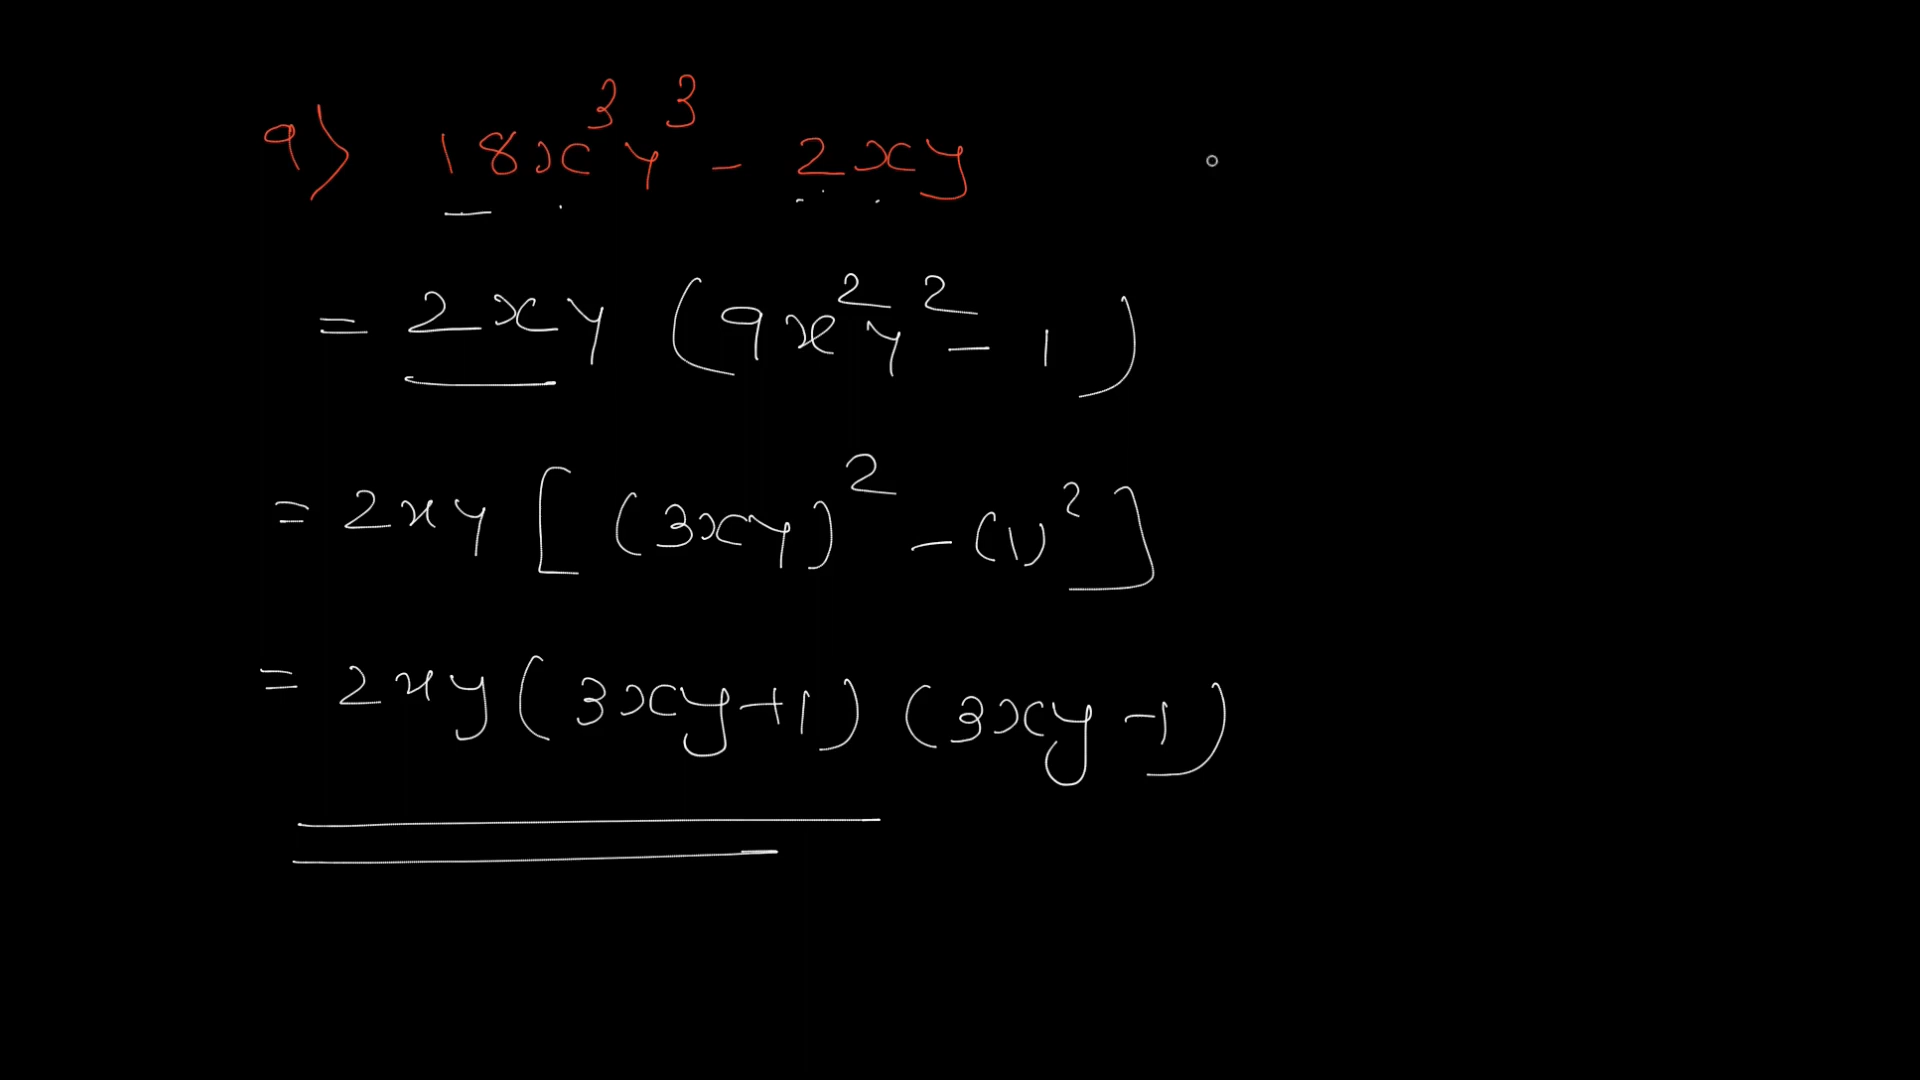 9) 18x³y³ - 2xy
= 2xy (9x²y² - 1)
= 2xy [(3xy)² - (1)²]
= 2xy (3xy+1) (3xy-1)